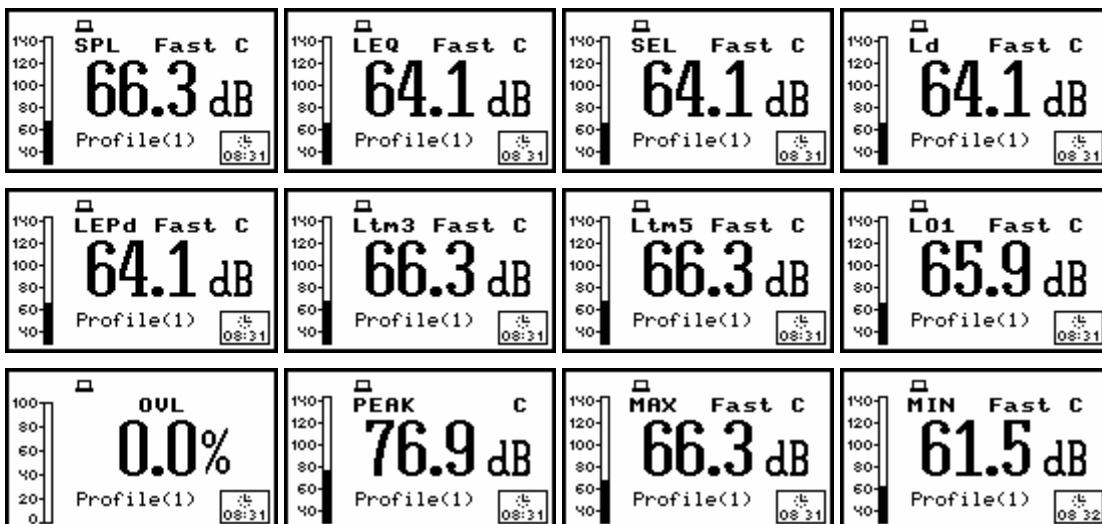 140
SPL Fast C
120
100
66.3 dB
80
60
Profile(1)
40
08:31
140
LEQ Fast C
120
100
64.1 dB
80
60
Profile(1)
40
08 31
140
SEL Fast C
120
100
64.1 dB
80
60
Profile(1)
40
08 31
140
Ld Fast C
120
100
64.1 dB
80
60
Profile(1)
40
08 31
140
LEPd Fast C
120
100
64.1 dB
80
60
Profile(1)
40
08:31
140
Ltm3 Fast C
120
100
66.3 dB
80
60
Profile(1)
40
08:31
140
Ltm5 Fast C
120
100
66.3 dB
80
60
Profile(1)
40
08:31
140
L01 Fast C
120
100
65.9 dB
80
60
Profile(1)
40
08:31
100
OVL
80
60
0.0%
40
20
Profile(1)
0
08:31
140
PEAK C
120
100
76.9 dB
80
60
Profile(1)
40
08:31
140
MAX Fast C
120
100
66.3 dB
80
60
Profile(1)
40
08 31
140
MIN Fast C
120
100
61.5 dB
80
60
Profile(1)
40
08 32